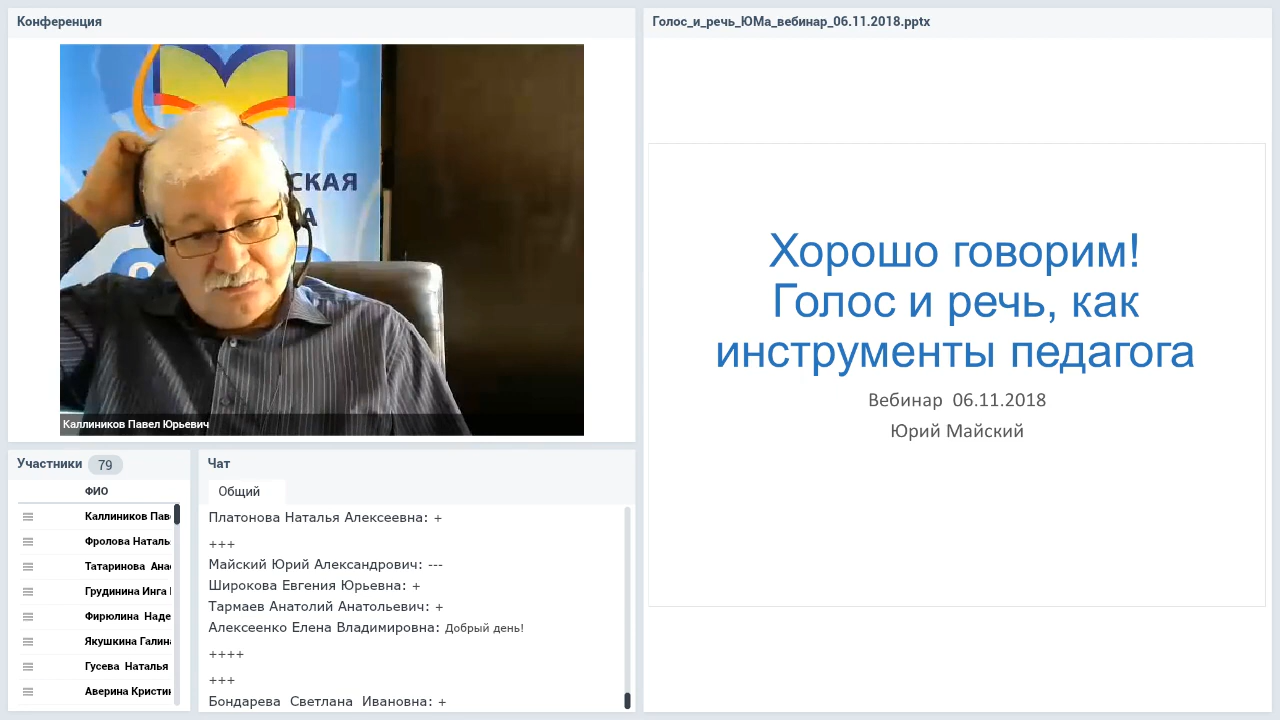 Конференция
СКАЯ
А
Каллиников Павел Юрьевич
Участники 79
ФИО
Каллиников Пав
Фролова Наталь
Татаринова Ана
Грудинина Инга
Фирюлина Наде
Якушкина Галин
Гусева Наталья
Аверина Кристи
Чат
Общий
Платонова Наталья Алексеевна: +
+++
Майский Юрий Александрович: ---
Широкова Евгения Юрьевна: +
Тармаев Анатолий Анатольевич: +
Алексеенко Елена Владимировна: Добрый день!
++++
+++
Бондарева Светлана Ивановна: +
Голос_и_речь_ЮМа_вебинар_06.11.2018.pptx
Хорошо говорим!
Голос и речь, как
инструменты педагога
Вебинар 06.11.2018
Юрий Майский